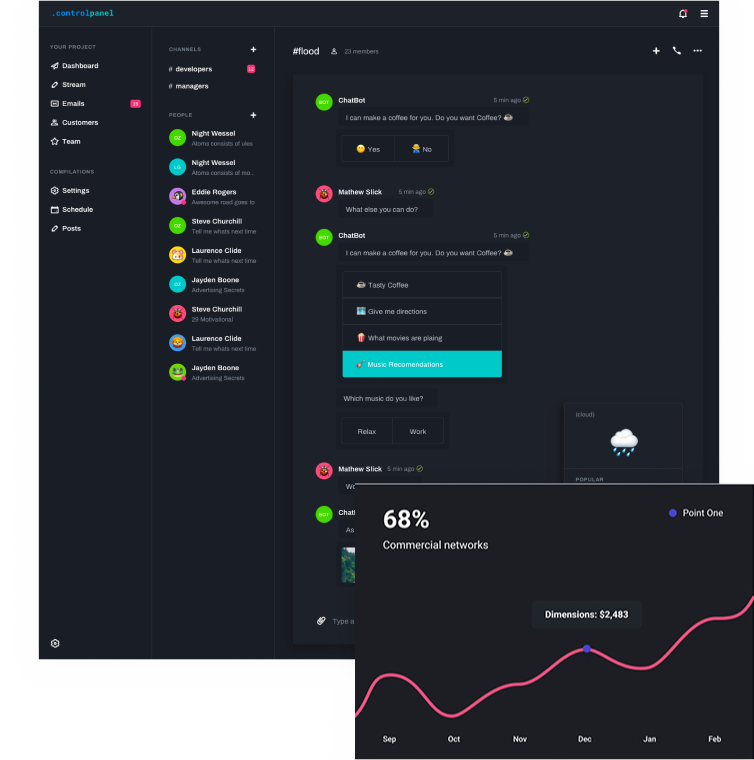 .controlpanel
YOUR PROJECT
Dashboard
Stream
Emails
Customers
Team
COMPILATIONS
Settings
Schedule
Posts
CHANNELS +
# developers
# managers
PEOPLE +
OZ Night Wessel
Atoms consists of ules
LG Night Wessel
Atoms consists of mo..
Eddie Rogers
Awesome road goes to
OZ Steve Churchill
Tell me whats next time
Laurence Clide
Tell me whats next time
OZ Jayden Boone
Advertising Secrets
Steve Churchill
29 Motivational
Laurence Clide
Tell me whats next time
Jayden Boone
Advertising Secrets
#flood 23 members
BOT ChatBot 5 min ago
I can make a coffee for you. Do you want Coffee? ☕
😀 Yes
No
Mathew Slick 5 min ago
What else you can do?
BOT ChatBot 5 min ago
I can make a coffee for you. Do you want Coffee? ☕
Tasty Coffee
Give me directions
What movies are plaing
Music Recomendations
Which music do you like?
Relax
Work
Mathew Slick 5 min ago
BOT
As
Type a
(cloud)
POPULAR
68%
Commercial networks
Point One
Dimensions: $2,483
Sep Oct Nov Dec Jan Feb